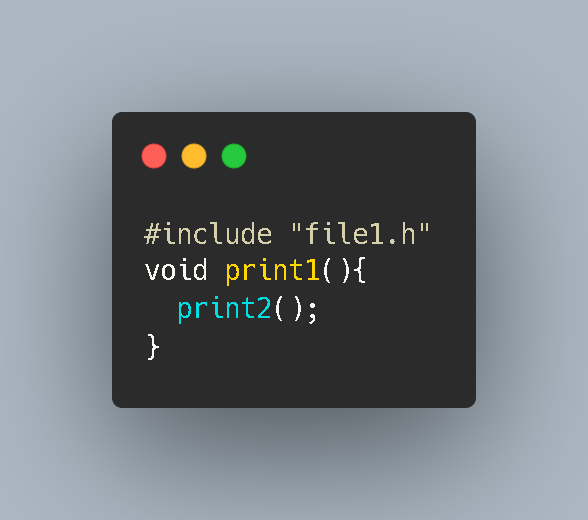 #include "file1.h"
void print1(){
  print2();
}